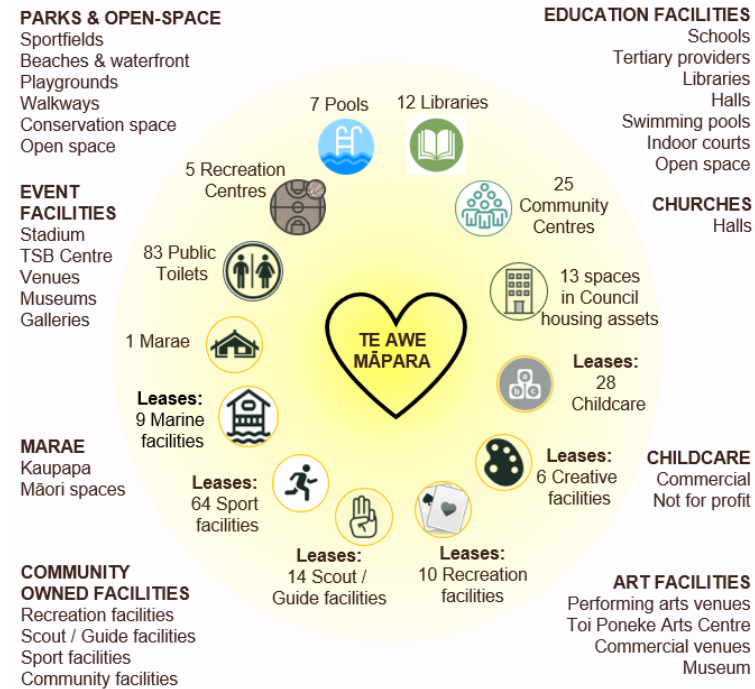 PARKS & OPEN-SPACE
Sportfields
Beaches & waterfront
Playgrounds
Walkways
Conservation space
Open space
EDUCATION FACILITIES
Schools
Tertiary providers
Libraries
Halls
Swimming pools
Indoor courts
Open space
EVENT
FACILITIES
Stadium
TSB Centre
Venues
Museums
Galleries
CHURCHES
Halls
7 Pools
12 Libraries
5 Recreation
Centres
25
Community
Centres
83 Public
Toilets
13 spaces
in Council
housing assets
1 Marae
TE AWE
MĀPARA
Leases:
28
Childcare
a
b
c
Leases:
9 Marine
facilities
Leases:
6 Creative
facilities
Leases:
64 Sport
facilities
Leases:
14 Scout /
Guide facilities
Leases:
10 Recreation
facilities
MARAE
Kaupapa
Māori spaces
CHILDCARE
Commercial
Not for profit
COMMUNITY
OWNED FACILITIES
Recreation facilities
Scout / Guide facilities
Sport facilities
Community facilities
ART FACILITIES
Performing arts venues
Toi Poneke Arts Centre
Commercial venues
Museum